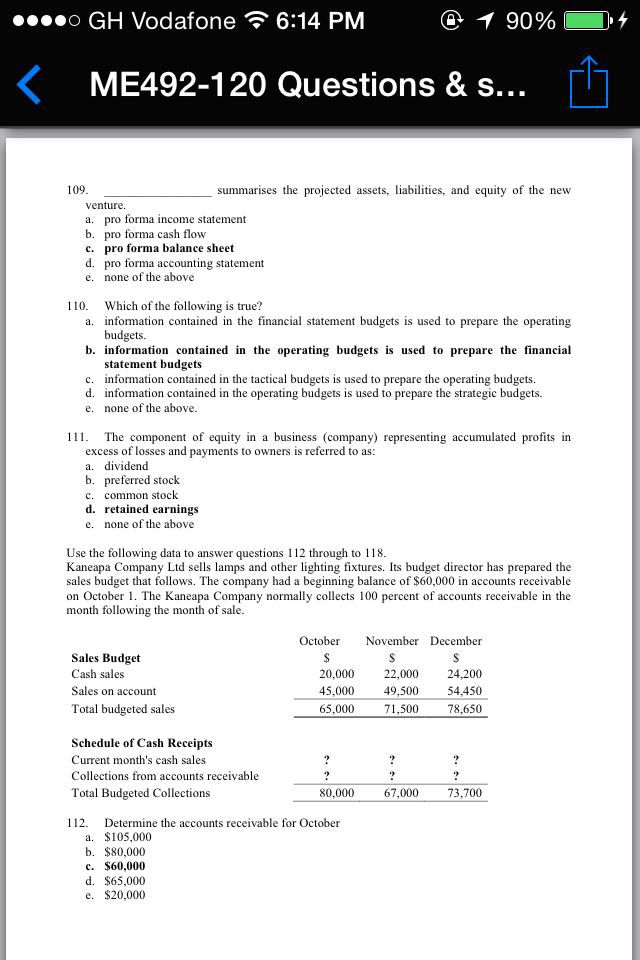 GH Vodafone 6:14 PM 90%
ME492-120 Questions & s...
109. ________________ summarises the projected assets, liabilities, and equity of the new
venture.
a. pro forma income statement
b. pro forma cash flow
c. pro forma balance sheet
d. pro forma accounting statement
e. none of the above
110. Which of the following is true?
a. information contained in the financial statement budgets is used to prepare the operating
budgets.
b. information contained in the operating budgets is used to prepare the financial
statement budgets
c. information contained in the tactical budgets is used to prepare the operating budgets.
d. information contained in the operating budgets is used to prepare the strategic budgets.
e. none of the above.
111. The component of equity in a business (company) representing accumulated profits in
excess of losses and payments to owners is referred to as:
a. dividend
b. preferred stock
c. common stock
d. retained earnings
e. none of the above
Use the following data to answer questions 112 through to 118.
Kaneapa Company Ltd sells lamps and other lighting fixtures. Its budget director has prepared the
sales budget that follows. The company had a beginning balance of $60,000 in accounts receivable
on October 1. The Kaneapa Company normally collects 100 percent of accounts receivable in the
month following the month of sale.
October November December
Sales Budget $ $ $
Cash sales 20,000 22,000 24,200
Sales on account 45,000 49,500 54,450
Total budgeted sales 65,000 71,500 78,650
Schedule of Cash Receipts
Current month's cash sales ? ? ?
Collections from accounts receivable ? ? ?
Total Budgeted Collections 80,000 67,000 73,700
112. Determine the accounts receivable for October
a. $105,000
b. $80,000
c. $60,000
d. $65,000
e. $20,000